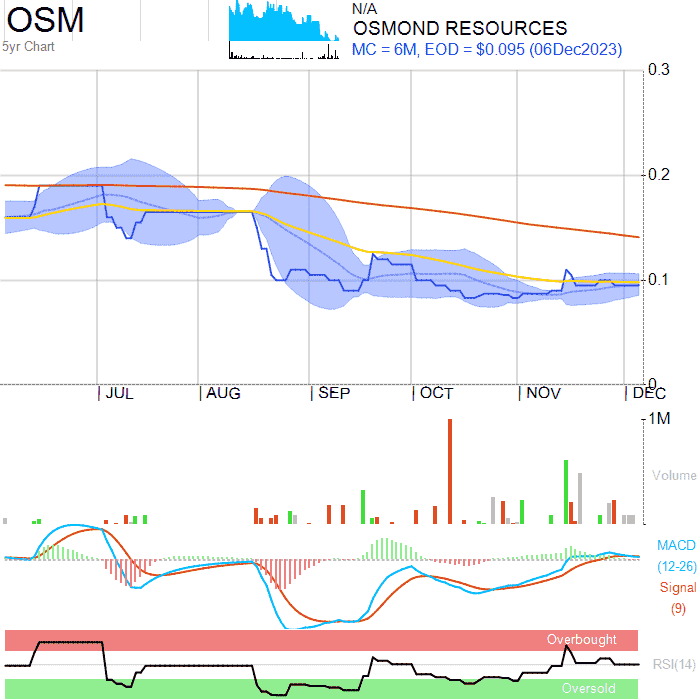 OSM
5yr Chart
N/A
OSMOND RESOURCES
MC = 6M, EOD = $0.095 (06Dec2023)
0.3
0.2
0.1
0
JUL
AUG
SEP
OCT
NOV
DEC
1M
Volume
MACD
(12-26)
Signal
(9)
Overbought
RSI(14)
Oversold